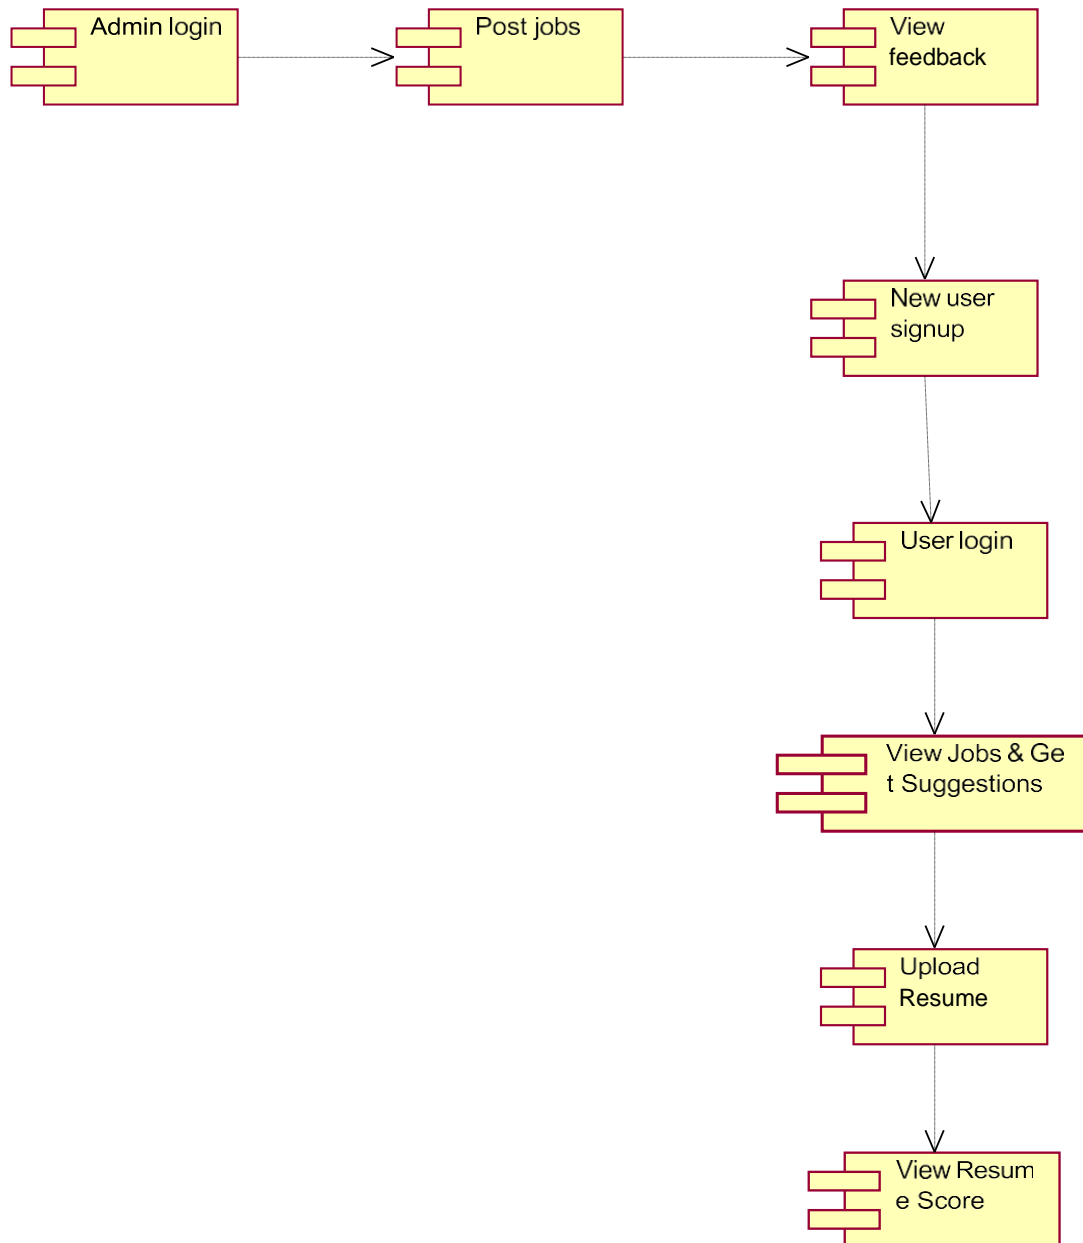 Admin login
Post jobs
View
feedback
New user
signup
User login
View Jobs & Ge
t Suggestions
Upload
Resume
View Resum
e Score